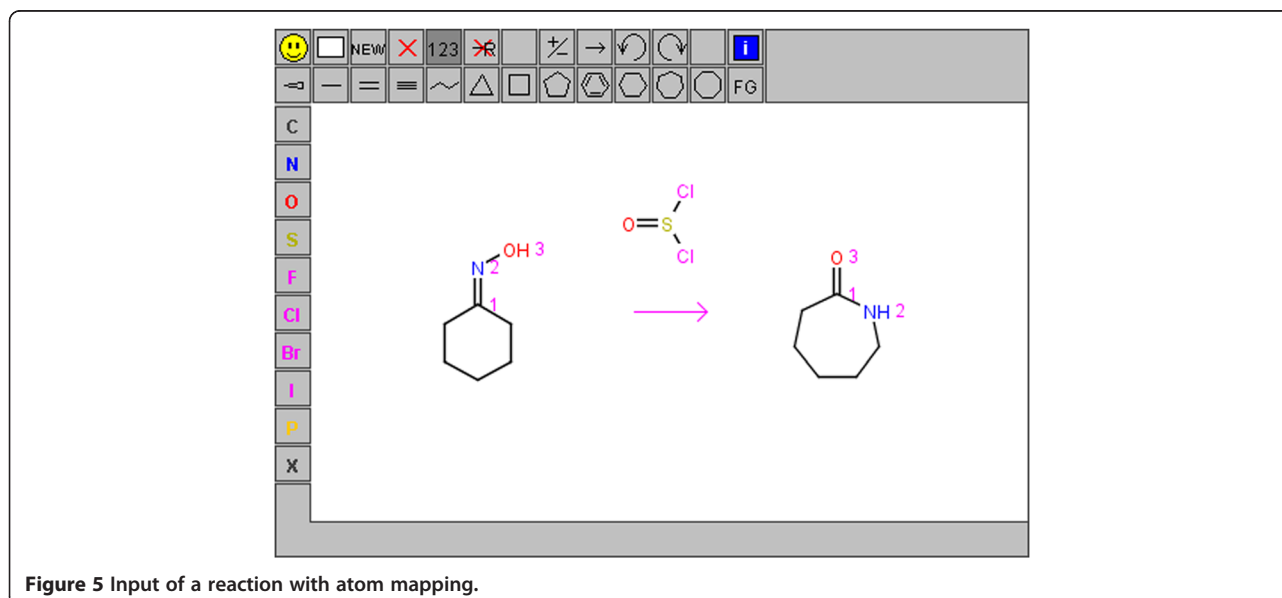 NEW 123 R +/- i
FG
C
N
O
S
F
Cl
Br
I
P
X
Cl
O S
Cl
OH 3
N 2
1
O 3
1
NH 2
Figure 5 Input of a reaction with atom mapping.